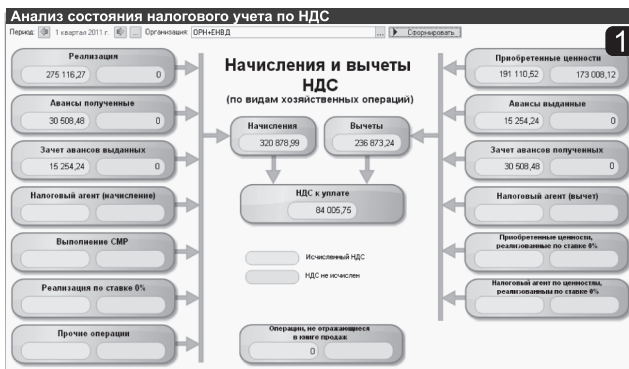 Анализ состояния налогового учета по НДС
Период: 1 квартал 2011 г. ... Организация: ОРН+ЕНВД ... Сформировать
1
Начисления и вычеты
НДС
(по видам хозяйственных операций)
Реализация
275 116,27 0
Авансы полученные
30 508,48 0
Зачет авансов выданных
15 254,24 0
Налоговый агент (начисление)
Выполнение СМР
Реализация по ставке 0%
Прочие операции
Начисления
320 878,99
Вычеты
236 873,24
НДС к уплате
84 005,75
Исчисленный НДС
НДС не исчислен
Операции, не отражающиеся
в книге продаж
0
Приобретенные ценности
191 110,52 173 008,12
Авансы выданные
15 254,24 0
Зачет авансов полученных
30 508,48 0
Налоговый агент (вычет)
Приобретенные ценности,
реализованные по ставке 0%
Налоговый агент по ценностям,
реализованным по ставке 0%